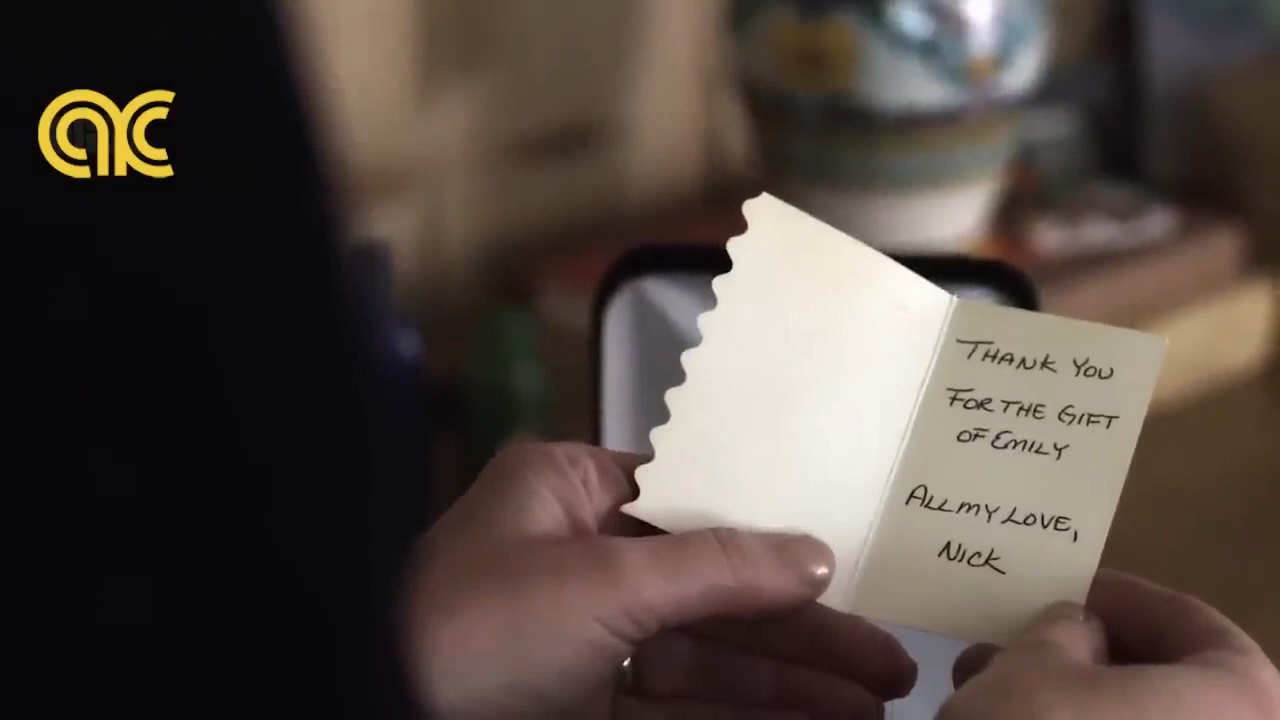 THANK YOU
FOR THE GIFT
OF EMILY
ALL MY LOVE,
NICK